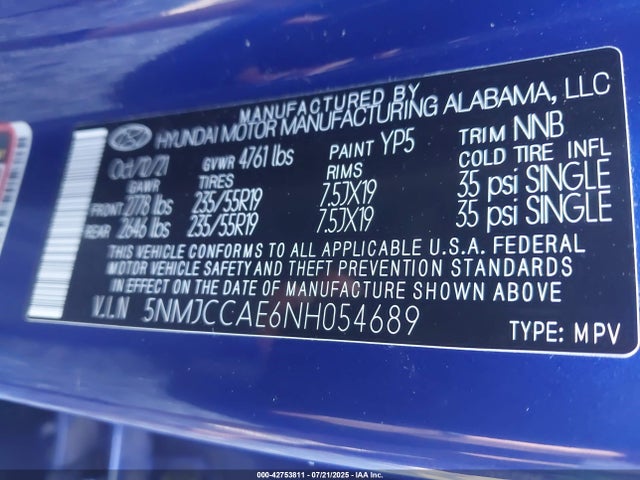 MANUFACTURED BY
HYUNDAI MOTOR MANUFACTURING ALABAMA, LLC
Oct/12/21 GVWR 4761 lbs PAINT YP5 TRIM NNB
GAWR TIRES RIMS COLD TIRE INFL
FRONT 2778 lbs 235/55R19 7.5JX19 35 psi SINGLE
REAR 2646 lbs 235/55R19 7.5JX19 35 psi SINGLE
THIS VEHICLE CONFORMS TO ALL APPLICABLE U.S.A. FEDERAL
MOTOR VEHICLE SAFETY AND THEFT PREVENTION STANDARDS
IN EFFECT ON THE DATE OF MANUFACTURE SHOWN ABOVE.
V.I.N 5NMJCCAE6NH054689 TYPE: MPV
000-42753811 - 07/21/2025 - IAA Inc.